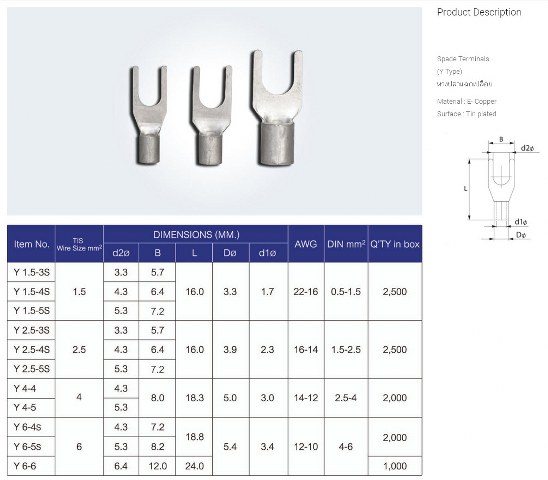 Product Description
Space Terminals
(Y Type)
หางปลาแฉกเปลือย
Material : E- Copper
Surface : Tin plated
B
d2ø
L
d1ø
Dø
Item No. TIS Wire Size mm² DIMENSIONS (MM.) AWG DIN mm² Q'TY in box
d2ø B L Dø d1ø
Y 1.5-3S 1.5 3.3 5.7 16.0 3.3 1.7 22-16 0.5-1.5 2,500
Y 1.5-4S 4.3 6.4
Y 1.5-5S 5.3 7.2
Y 2.5-3S 2.5 3.3 5.7 16.0 3.9 2.3 16-14 1.5-2.5 2,500
Y 2.5-4S 4.3 6.4
Y 2.5-5S 5.3 7.2
Y 4-4 4 4.3 8.0 18.3 5.0 3.0 14-12 2.5-4 2,000
Y 4-5 5.3
Y 6-4s 6 4.3 7.2 18.8 5.4 3.4 12-10 4-6 2,000
Y 6-5s 5.3 8.2
Y 6-6 6.4 12.0 24.0 1,000